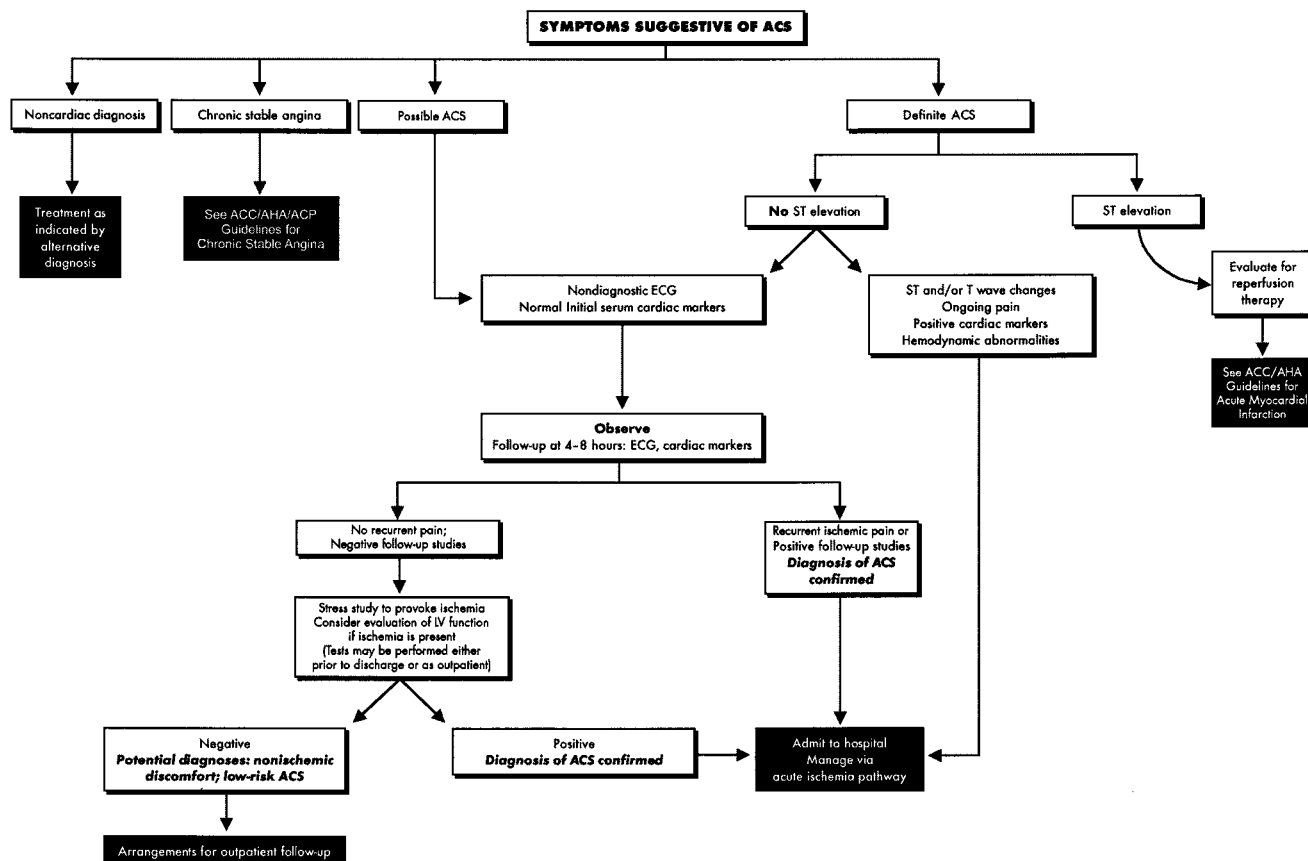 SYMPTOMS SUGGESTIVE OF ACS
Noncardiac diagnosis
Chronic stable angina
Possible ACS
Definite ACS
Treatment as
indicated by
alternative
diagnosis
See ACC/AHA/ACP
Guidelines for
Chronic Stable Angina
No ST elevation
ST elevation
Nondiagnostic ECG
Normal Initial serum cardiac markers
ST and/or T wave changes
Ongoing pain
Positive cardiac markers
Hemodynamic abnormalities
Evaluate for
reperfusion
therapy
See ACC/AHA
Guidelines for
Acute Myocardial
Infarction
Observe
Follow-up at 4-8 hours: ECG, cardiac markers
No recurrent pain;
Negative follow-up studies
Recurrent ischemic pain or
Positive follow-up studies
Diagnosis of ACS
confirmed
Stress study to provoke ischemia
Consider evaluation of LV function
if ischemia is present
(Tests may be performed either
prior to discharge or as outpatient)
Negative
Potential diagnoses: nonischemic
discomfort; low-risk ACS
Positive
Diagnosis of ACS confirmed
Admit to hospital
Manage via
acute ischemia pathway
Arrangements for outpatient follow-up